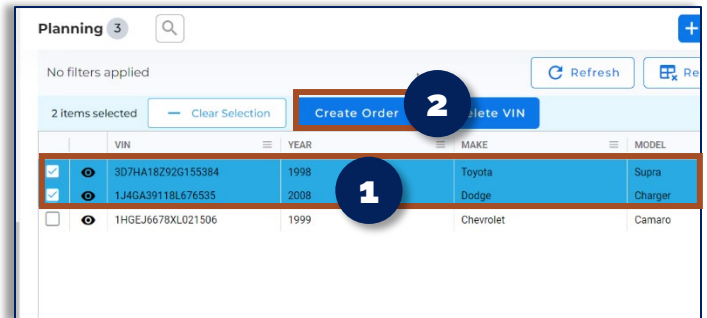 Planning 3
+
No filters applied
Refresh
Re
2 items selected
— Clear Selection
Create Order
2
elete VIN
VIN YEAR MAKE MODEL
3D7HA18Z92G155384 1998 Toyota Supra
1J4GA39118L676535 2008 Dodge Charger
1
1HGEJ6678XL021506 1999 Chevrolet Camaro